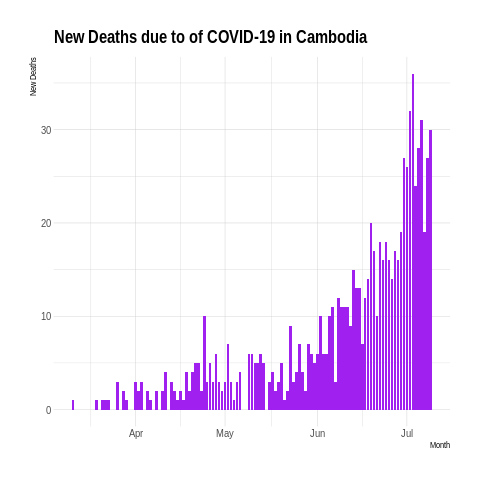 New Deaths due to of COVID-19 in Cambodia
New Deaths
30
20
10
0
Apr
May
Jun
Jul
Month